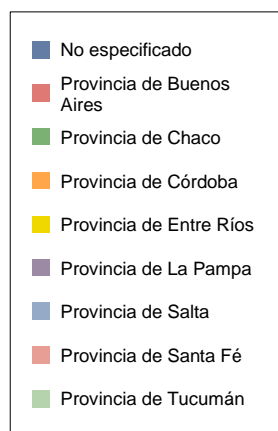 No especificado
Provincia de Buenos
Aires
Provincia de Chaco
Provincia de Córdoba
Provincia de Entre Ríos
Provincia de La Pampa
Provincia de Salta
Provincia de Santa Fé
Provincia de Tucumán